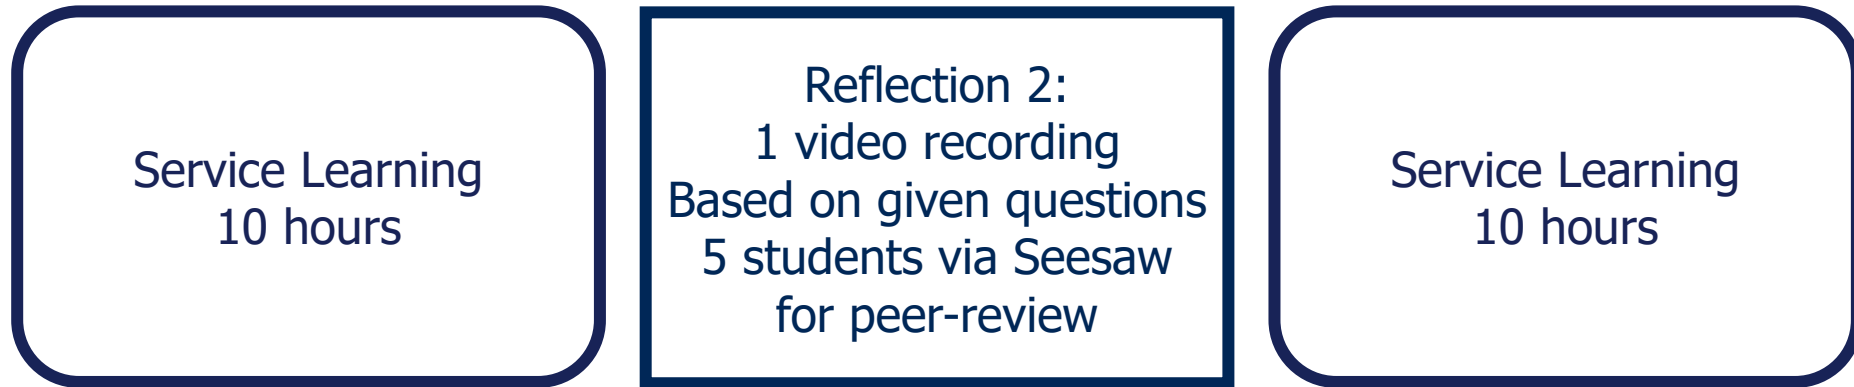 Service Learning
10 hours
Reflection 2:
1 video recording
Based on given questions
5 students via Seesaw
for peer-review
Service Learning
10 hours